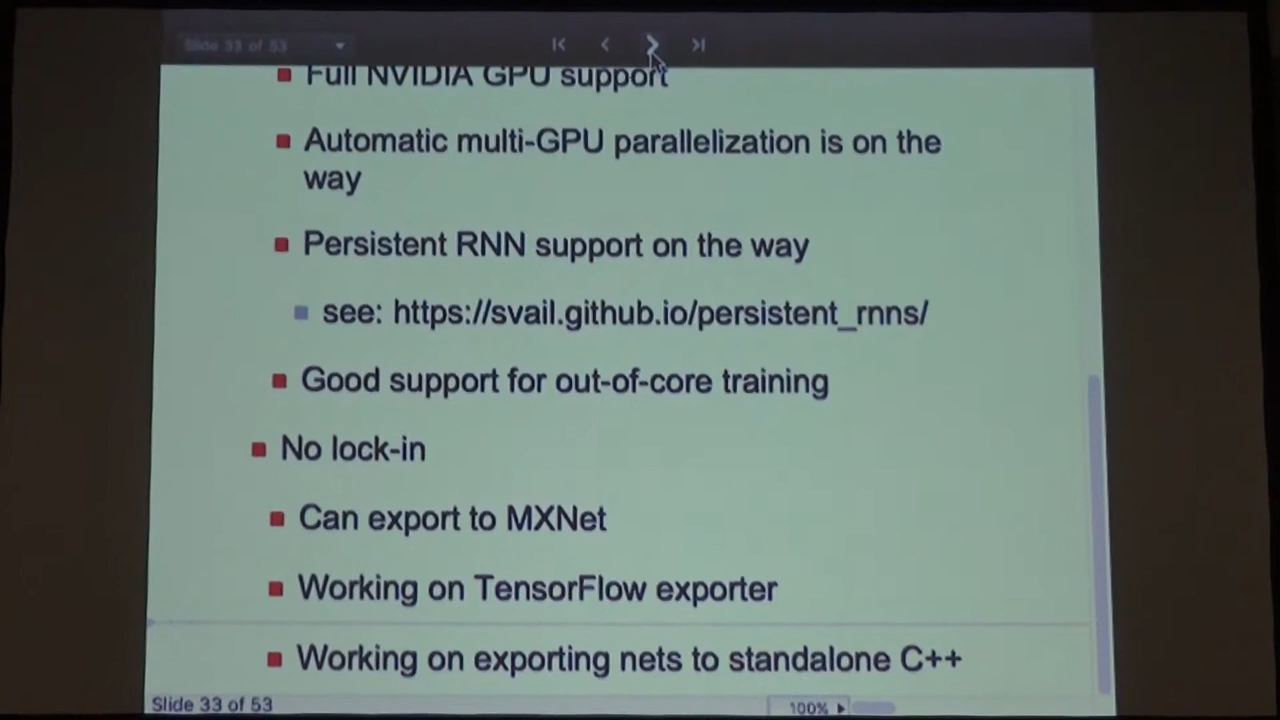 Slide 33 of 53
Full NVIDIA GPU support
Automatic multi-GPU parallelization is on the
way
Persistent RNN support on the way
see: https://svail.github.io/persistent_rnns/
Good support for out-of-core training
No lock-in
Can export to MXNet
Working on TensorFlow exporter
Working on exporting nets to standalone C++
Slide 33 of 53
100%